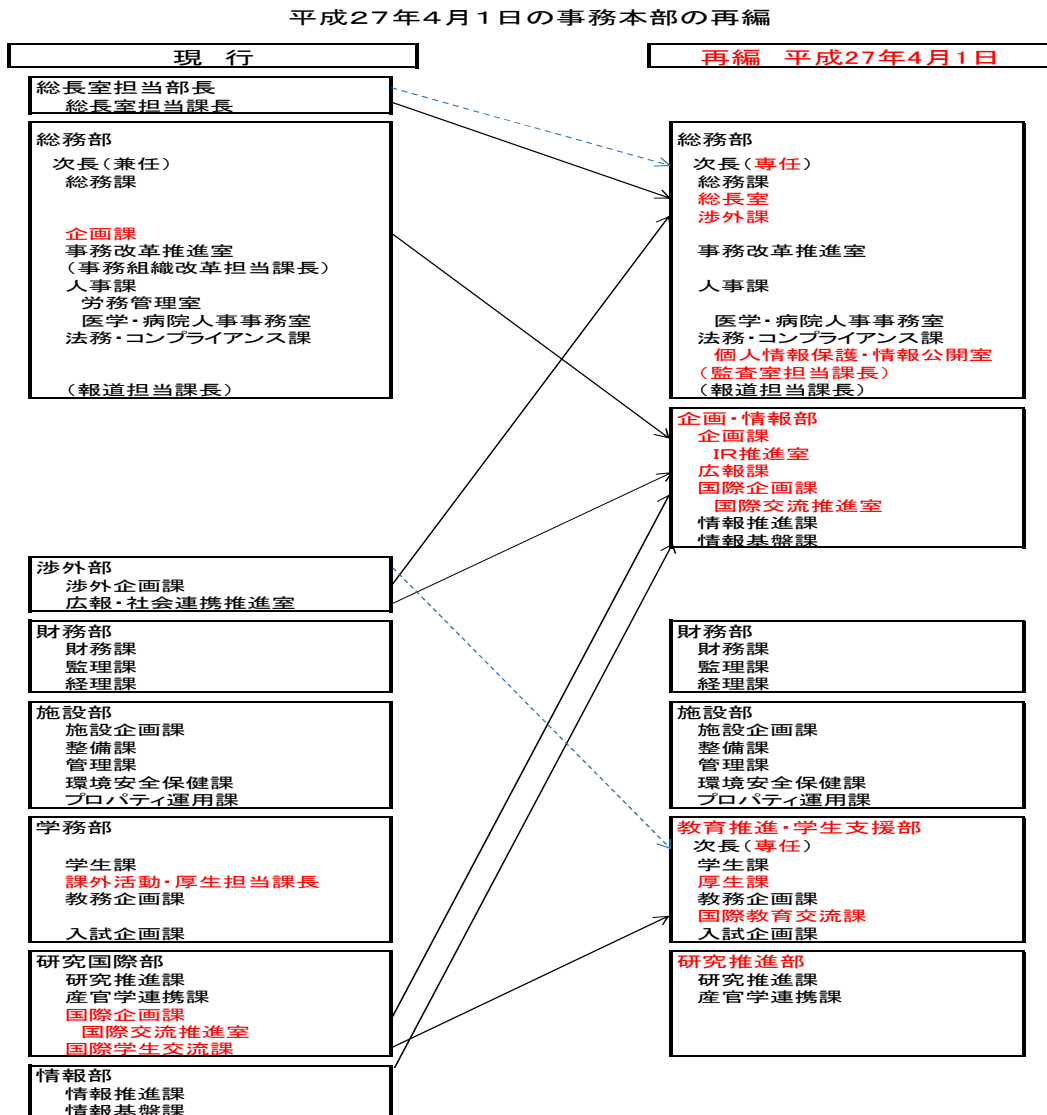 平成27年4月1日の事務本部の再編
現 行
総長室担当部長
総長室担当課長
総務部
次長(兼任)
総務課
企画課
事務改革推進室
(事務組織改革担当課長)
人事課
労務管理室
医学・病院人事事務室
法務・コンプライアンス課
(報道担当課長)
渉外部
渉外企画課
広報・社会連携推進室
財務部
財務課
監理課
経理課
施設部
施設企画課
整備課
管理課
環境安全保健課
プロパティ運用課
学務部
学生課
課外活動・厚生担当課長
教務企画課
入試企画課
研究国際部
研究推進課
産官学連携課
国際企画課
国際交流推進室
国際学生交流課
情報部
情報推進課
情報基盤課
再編 平成27年4月1日
総務部
次長(専任)
総務課
総長室
渉外課
事務改革推進室
人事課
医学・病院人事事務室
法務・コンプライアンス課
個人情報保護・情報公開室
(監査室担当課長)
(報道担当課長)
企画・情報部
企画課
IR推進室
広報課
国際企画課
国際交流推進室
情報推進課
情報基盤課
財務部
財務課
監理課
経理課
施設部
施設企画課
整備課
管理課
環境安全保健課
プロパティ運用課
教育推進・学生支援部
次長(専任)
学生課
厚生課
教務企画課
国際教育交流課
入試企画課
研究推進部
研究推進課
産官学連携課